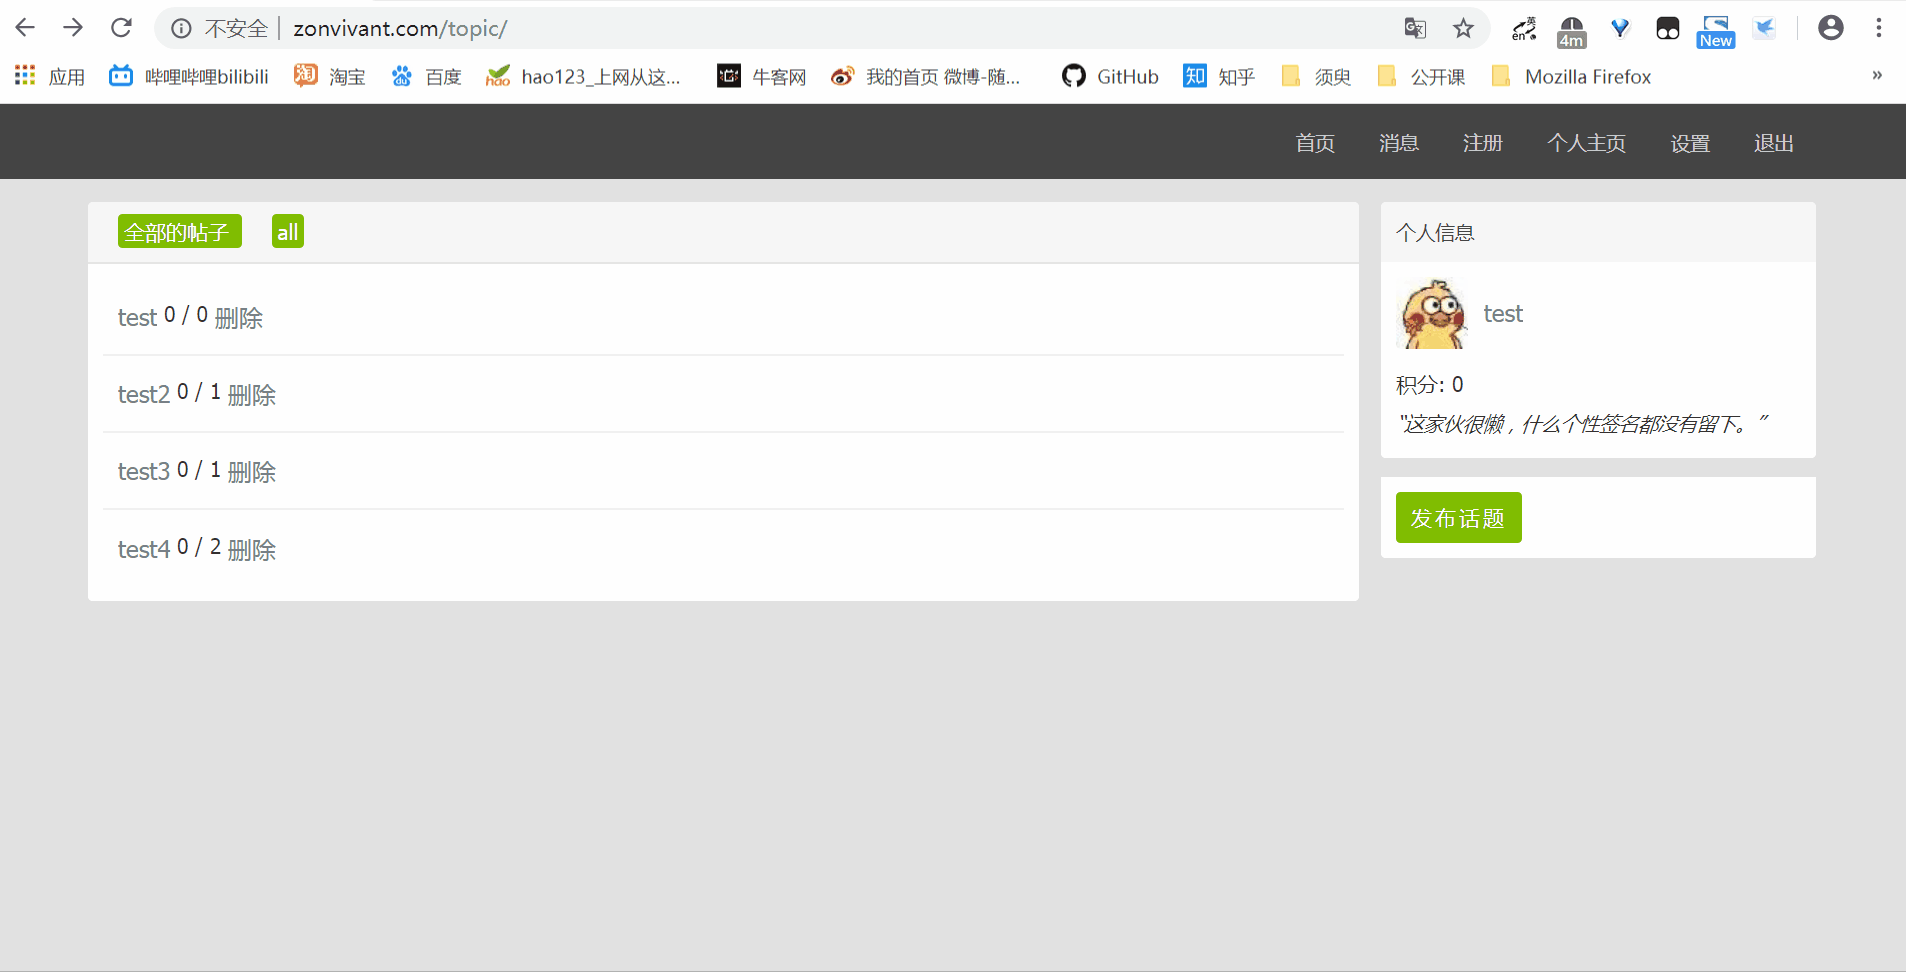 不安全 zonvivant.com/topic/
英
en
4m
New
应用 哔哩哔哩bilibili 淘 淘宝 百度 hao hao123_上网从这... 牛客网 我的首页 微博-随... GitHub 知 知乎 须臾 公开课 Mozilla Firefox »
首页 消息 注册 个人主页 设置 退出
全部的帖子 all
test 0 / 0 删除
test2 0 / 1 删除
test3 0 / 1 删除
test4 0 / 2 删除
个人信息
test
积分: 0
“这家伙很懒，什么个性签名都没有留下。”
发布话题